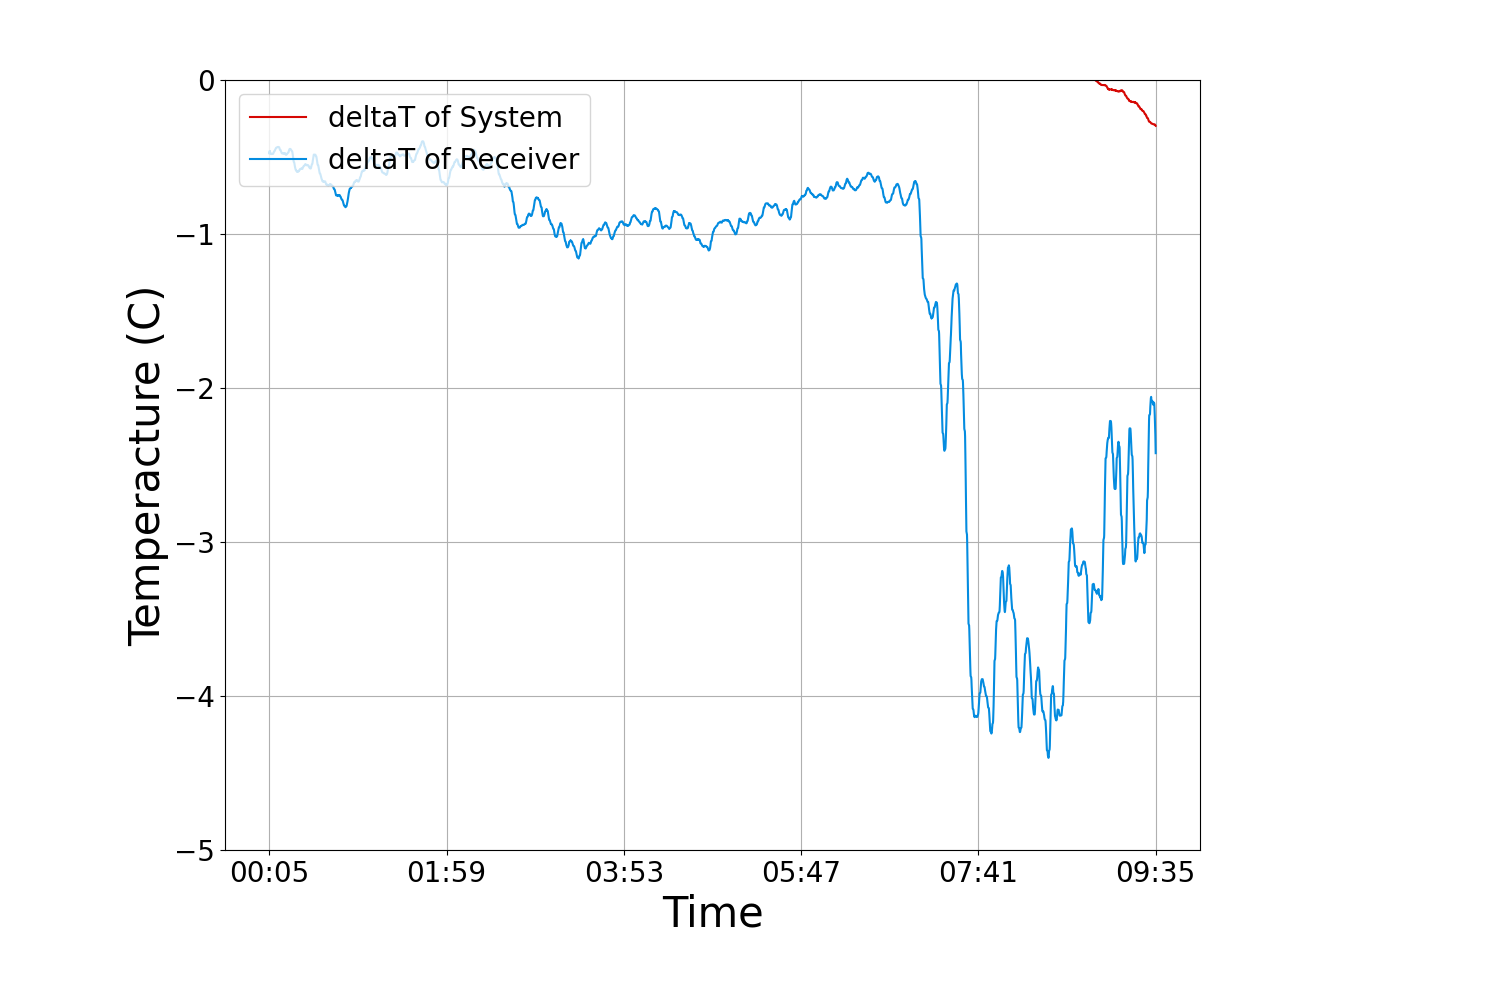 0
deltaT of System
deltaT of Receiver
−1
−2
−3
−4
−5
Temperacture (C)
00:05 01:59 03:53 05:47 07:41 09:35
Time